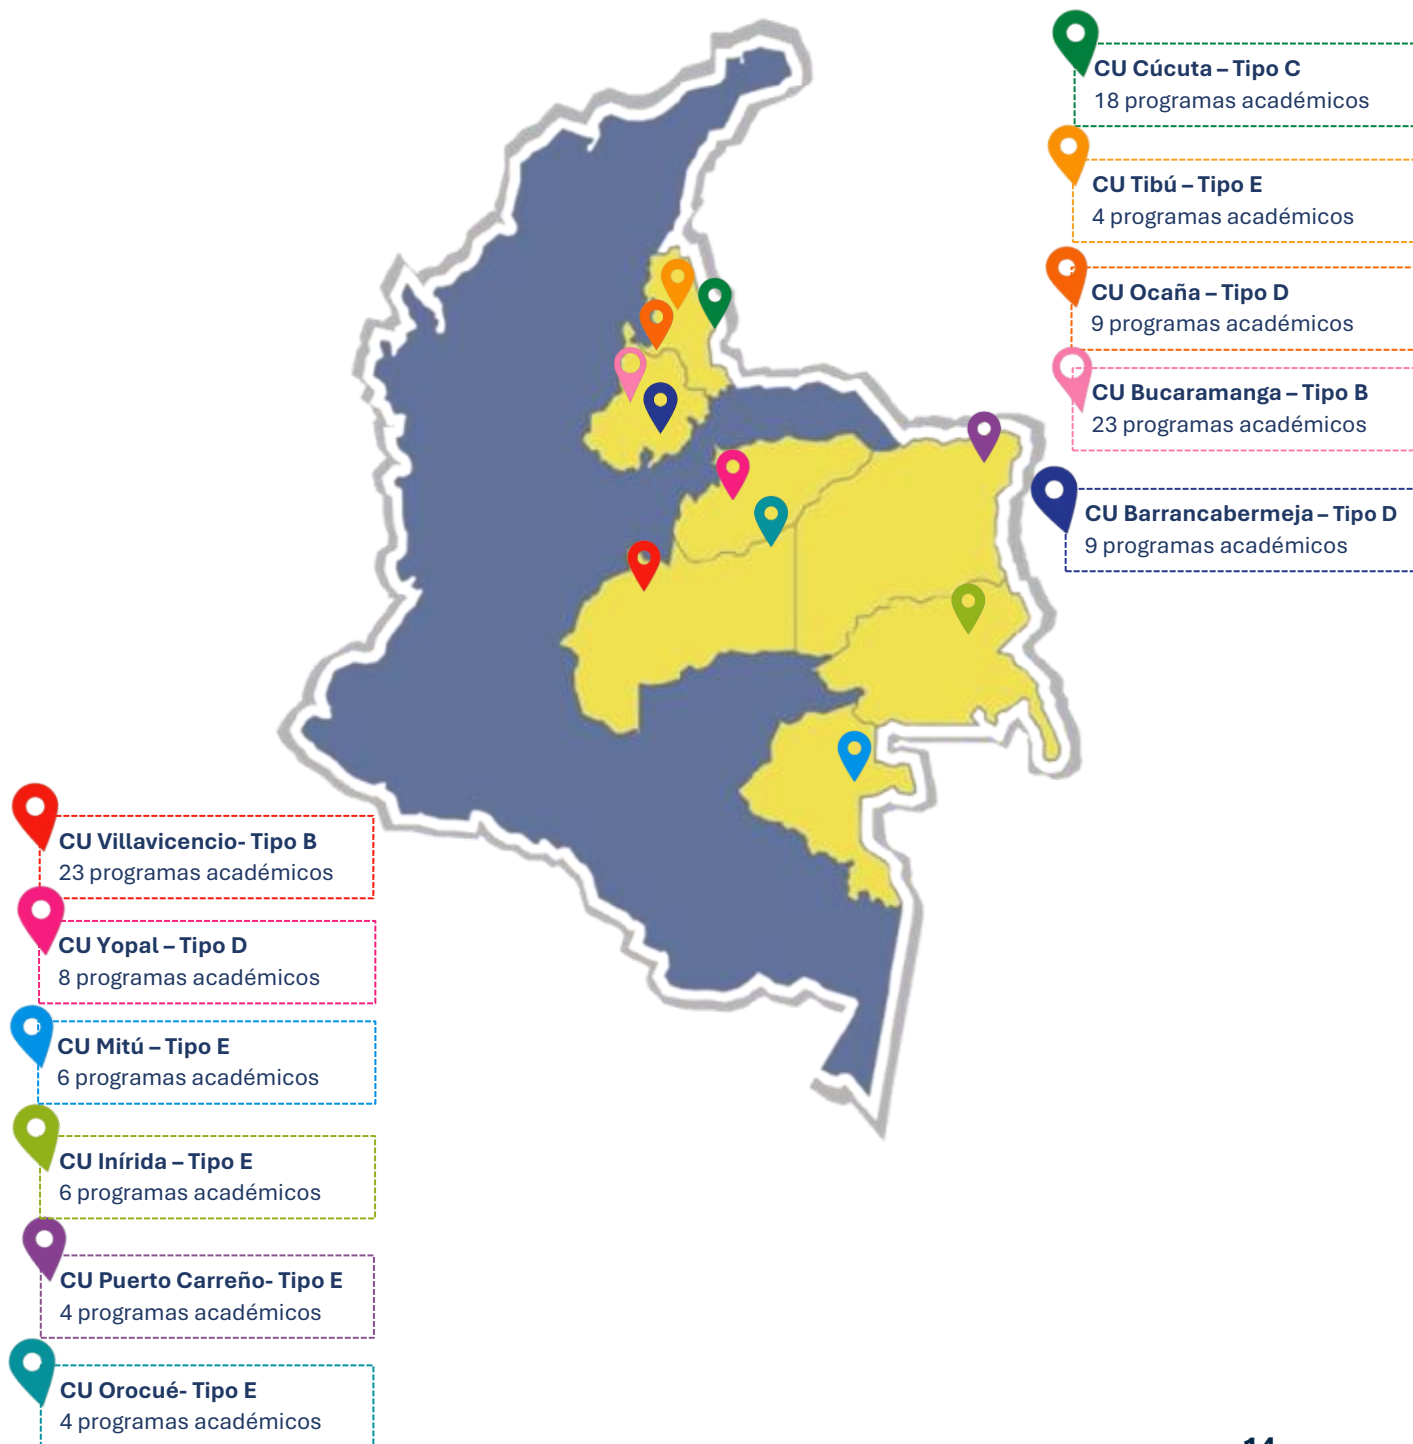 CU Cúcuta – Tipo C
18 programas académicos
CU Tibú – Tipo E
4 programas académicos
CU Ocaña – Tipo D
9 programas académicos
CU Bucaramanga – Tipo B
23 programas académicos
CU Barrancabermeja – Tipo D
9 programas académicos
CU Villavicencio- Tipo B
23 programas académicos
CU Yopal – Tipo D
8 programas académicos
CU Mitú – Tipo E
6 programas académicos
CU Inírida – Tipo E
6 programas académicos
CU Puerto Carreño- Tipo E
4 programas académicos
CU Orocué- Tipo E
4 programas académicos
14